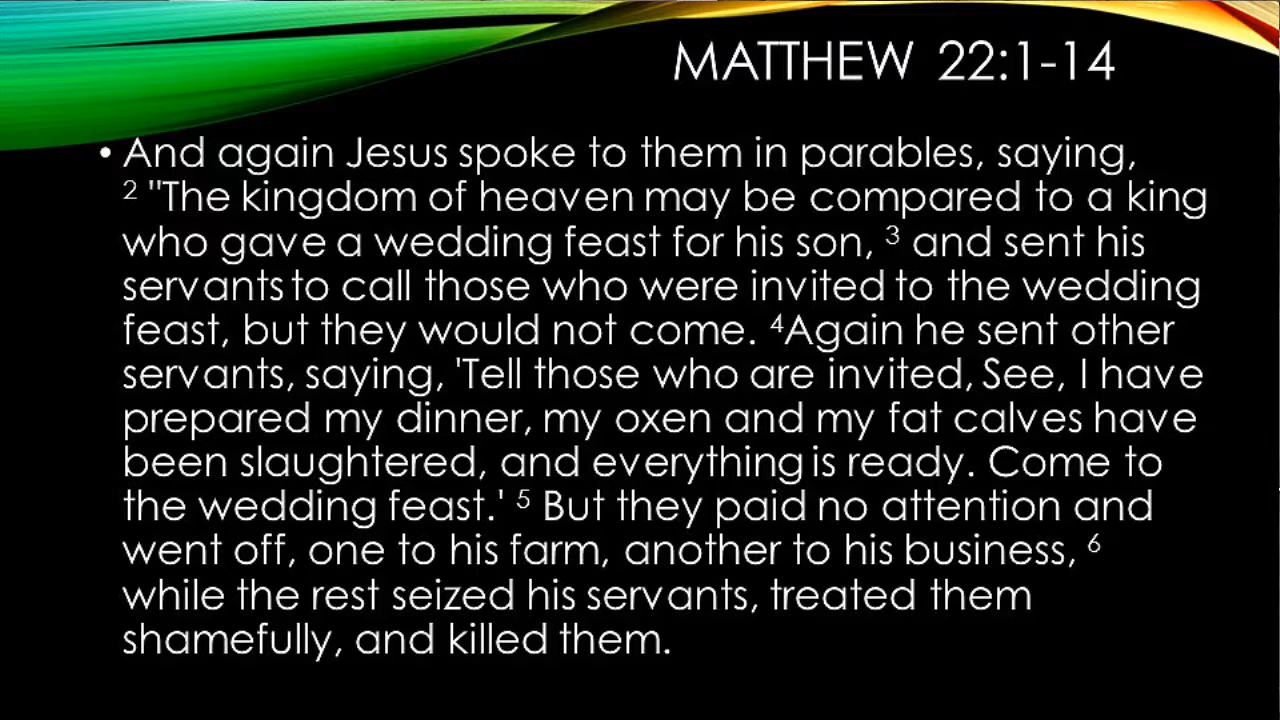 MATTHEW 22:1-14
• And again Jesus spoke to them in parables, saying,
2 "The kingdom of heaven may be compared to a king
who gave a wedding feast for his son, 3 and sent his
servants to call those who were invited to the wedding
feast, but they would not come. 4Again he sent other
servants, saying, 'Tell those who are invited, See, I have
prepared my dinner, my oxen and my fat calves have
been slaughtered, and everything is ready. Come to
the wedding feast.' 5 But they paid no attention and
went off, one to his farm, another to his business, 6
while the rest seized his servants, treated them
shamefully, and killed them.